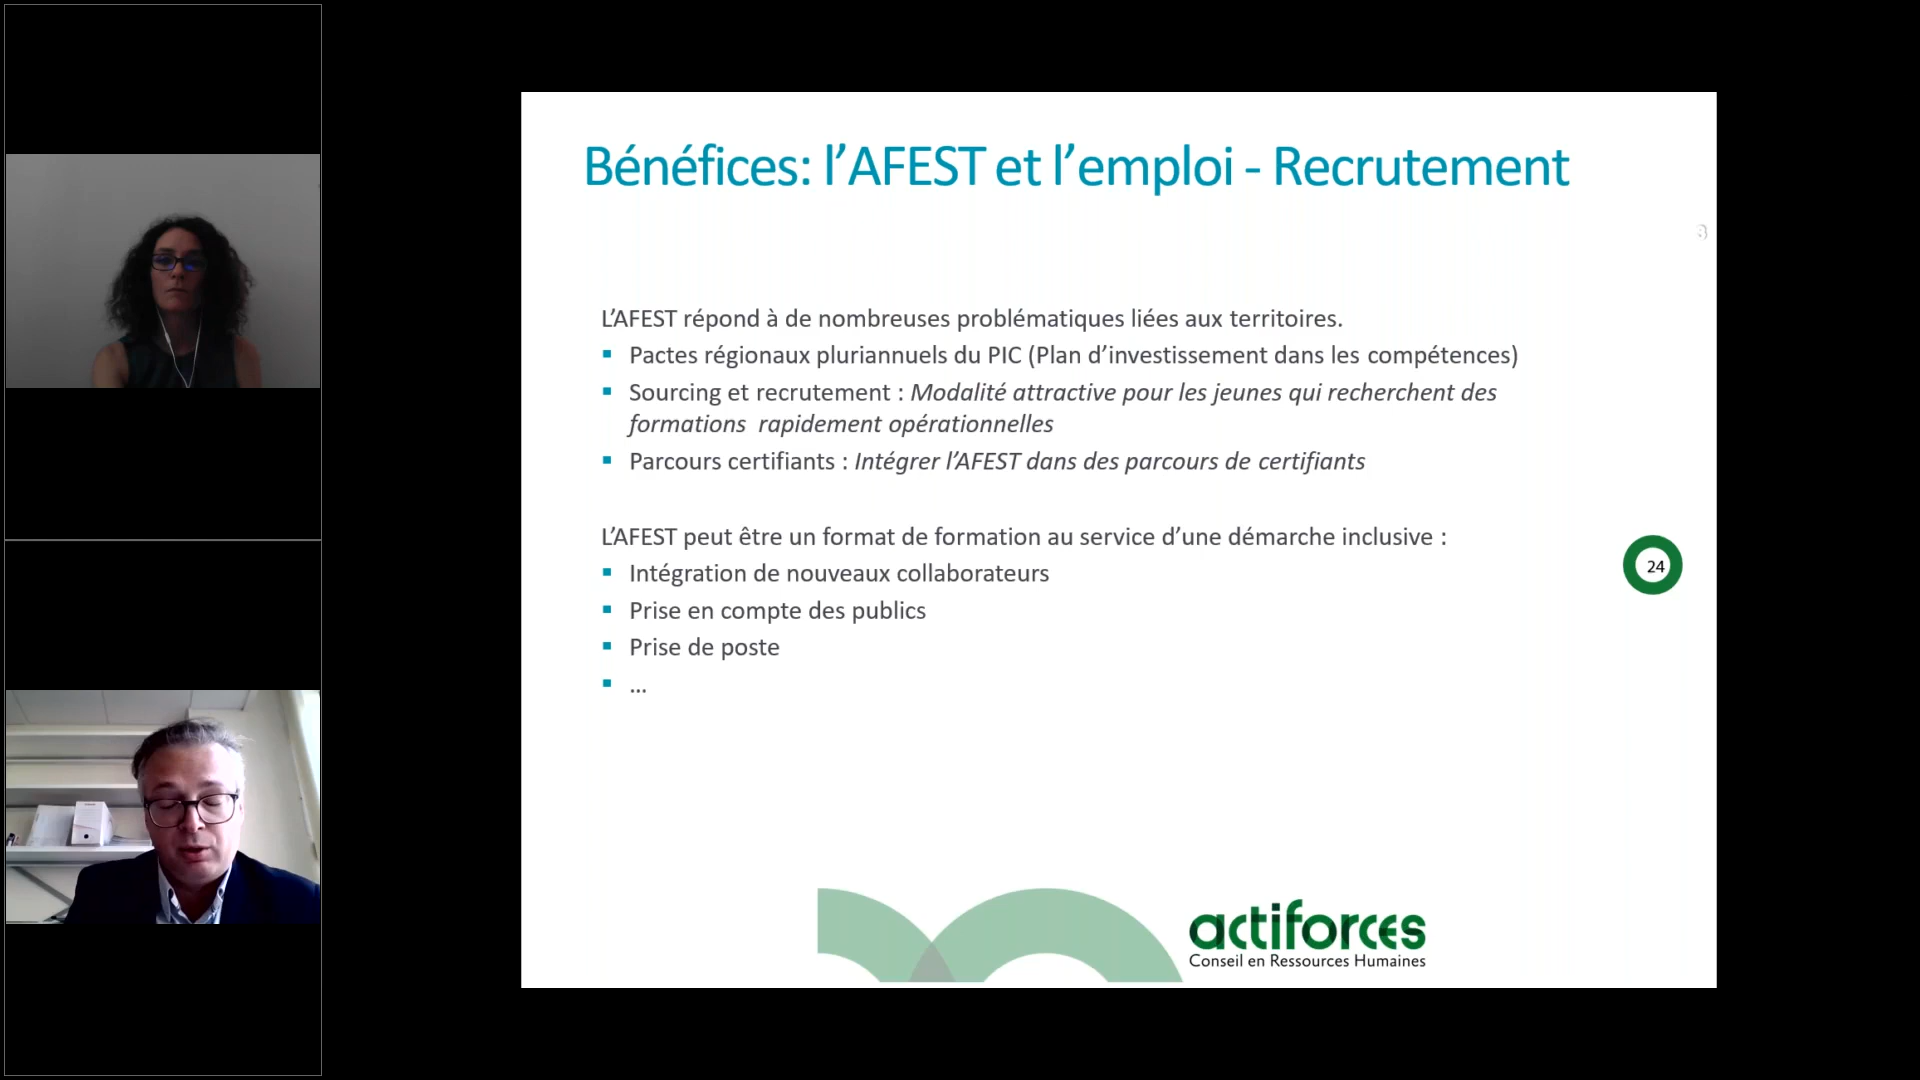 Bénéfices: l’AFEST et l’emploi - Recrutement
L’AFEST répond à de nombreuses problématiques liées aux territoires.
▪ Pactes régionaux pluriannuels du PIC (Plan d’investissement dans les compétences)
▪ Sourcing et recrutement : Modalité attractive pour les jeunes qui recherchent des
formations rapidement opérationnelles
▪ Parcours certifiants : Intégrer l’AFEST dans des parcours de certifiants
L’AFEST peut être un format de formation au service d’une démarche inclusive :
▪ Intégration de nouveaux collaborateurs
▪ Prise en compte des publics
▪ Prise de poste
▪ ...
24
actiforces
Conseil en Ressources Humaines